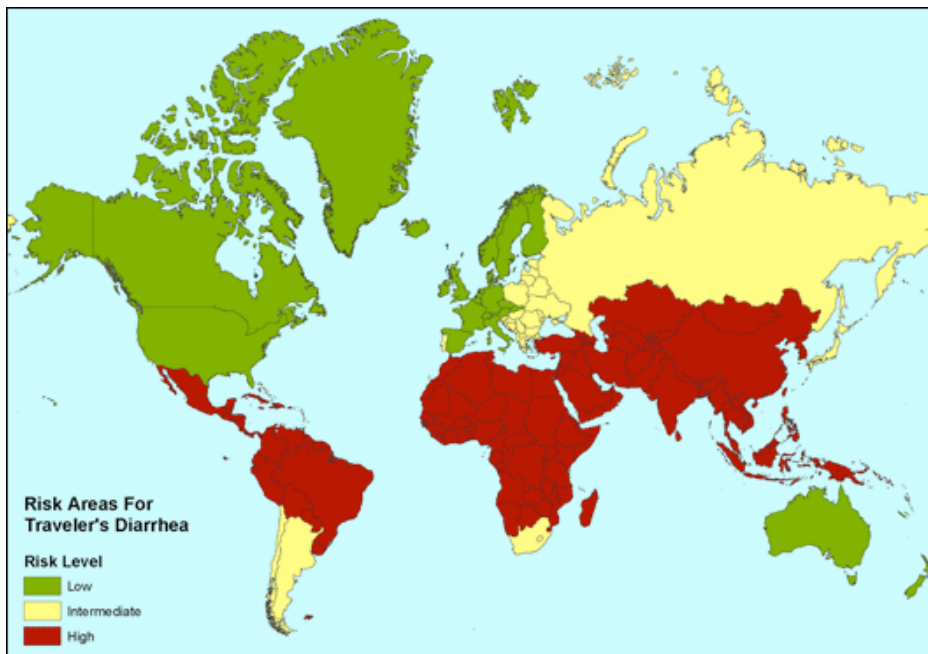 Risk Areas For
Traveler's Diarrhea
Risk Level
Low
Intermediate
High